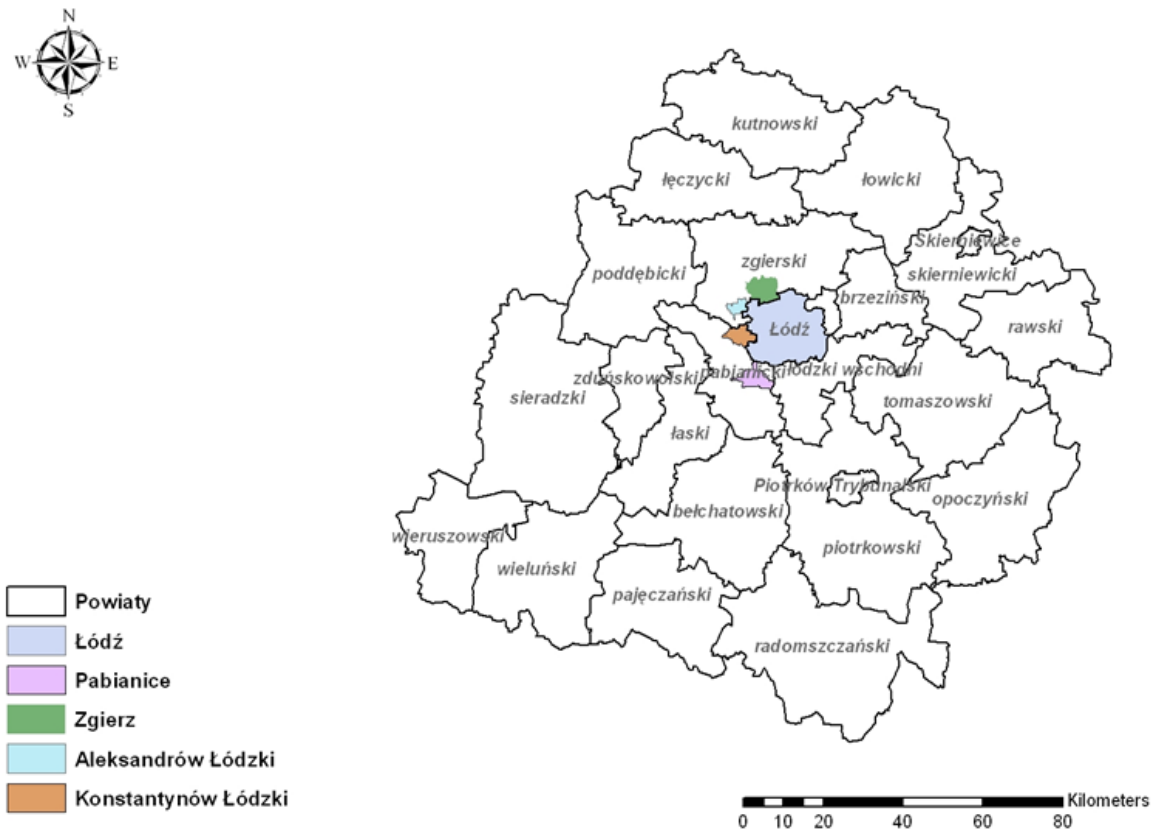 N
W E
S
kutnowski
łęczycki
łowicki
Skierniewice
zgierski
poddębicki
skierniewicki
brzeziński
rawski
Łódź
pabianicki
łódzki wschodni
zduńskowolski
sieradzki
tomaszowski
łaski
Piotrków Trybunalski
opoczyński
bełchatowski
wieruszowski
piotrkowski
wieluński
pajęczański
radomszczański
Powiaty
Łódź
Pabianice
Zgierz
Aleksandrów Łódzki
Konstantynów Łódzki
Kilometers
0 10 20 40 60 80